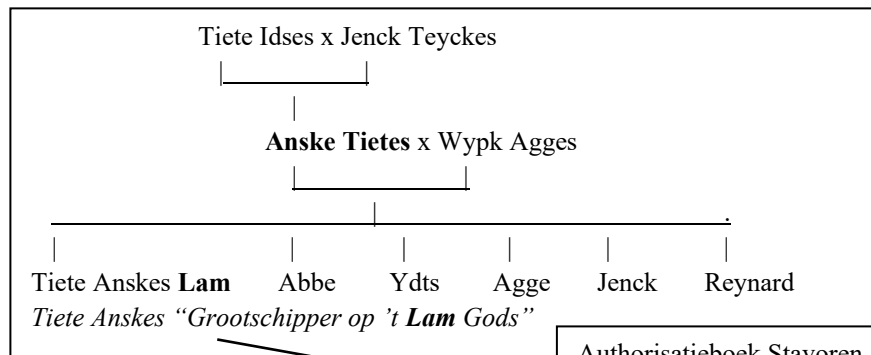 Tiete Idses x Jenck Teyckes
Anske Tietes x Wypk Agges
Tiete Anskes Lam Abbe Ydts Agge Jenck Reynard
Tiete Anskes “Grootschipper op ’t Lam Gods”
Authorisatieboek Stavoren